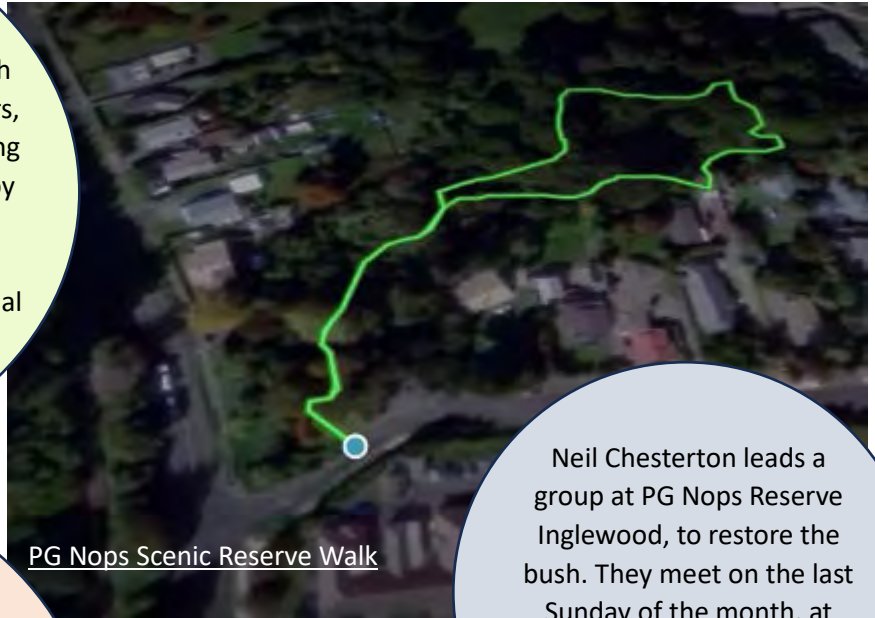 PG Nops Scenic Reserve Walk
Neil Chesterton leads a
group at PG Nops Reserve
Inglewood, to restore the
bush. They meet on the last
Sunday of the month, at